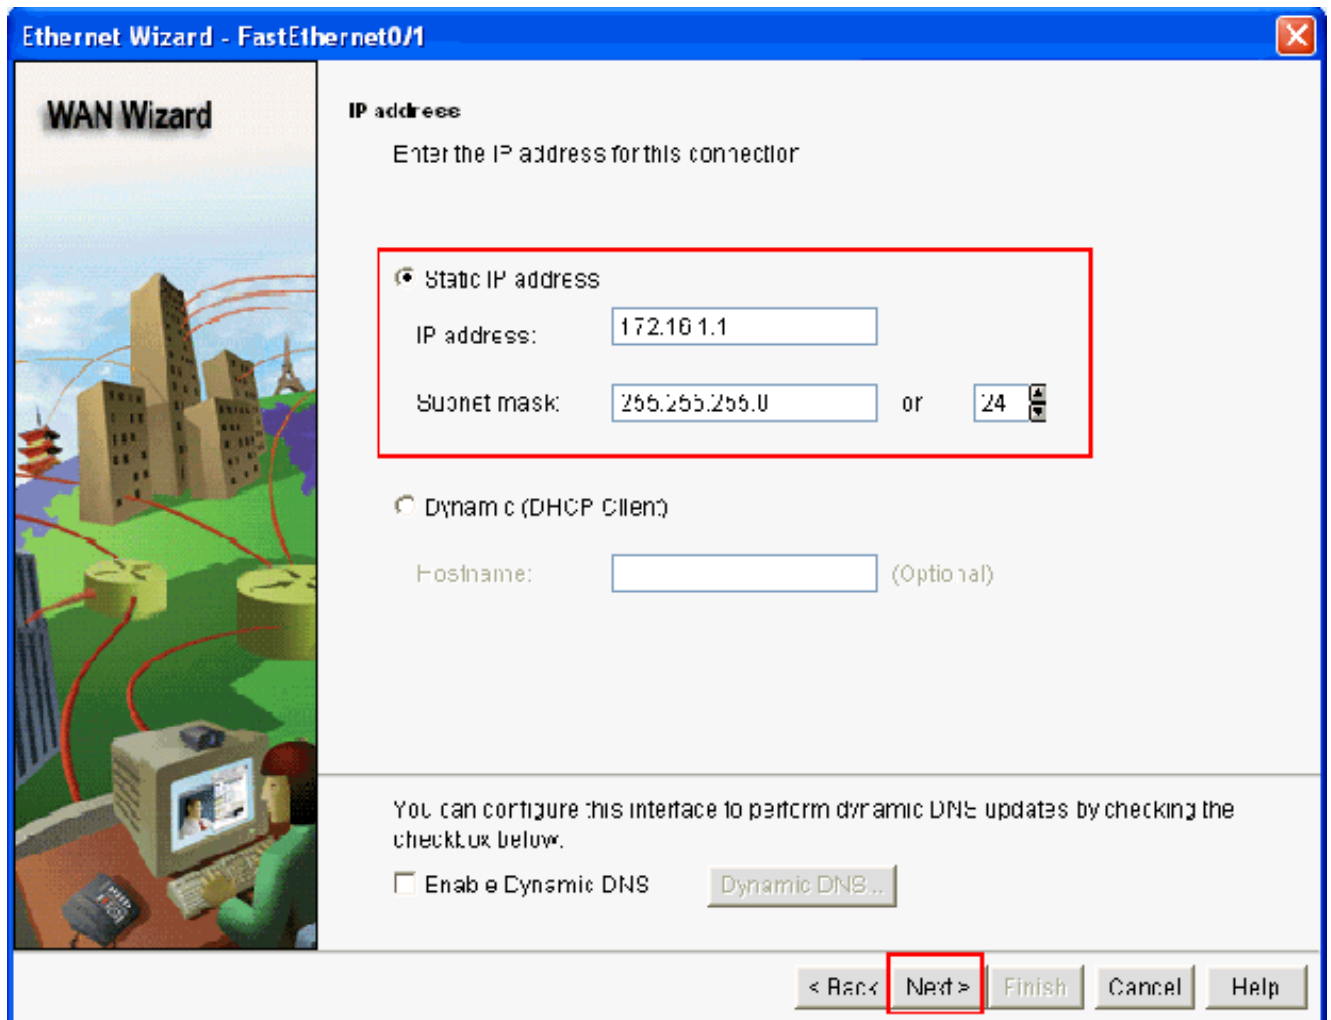 Ethernet Wizard - FastEthernet0/1
WAN Wizard
IP address
Enter the IP address for this connection
Static IP address
IP address: 172.16.1.1
Subnet mask: 255.255.255.0 or 24
Dynamic (DHCP Client)
Hostname: (Optional)
You can configure this interface to perform dynamic DNS updates by checking the
checkbox below.
Enable Dynamic DNS Dynamic DNS...
< Back Next > Finish Cancel Help